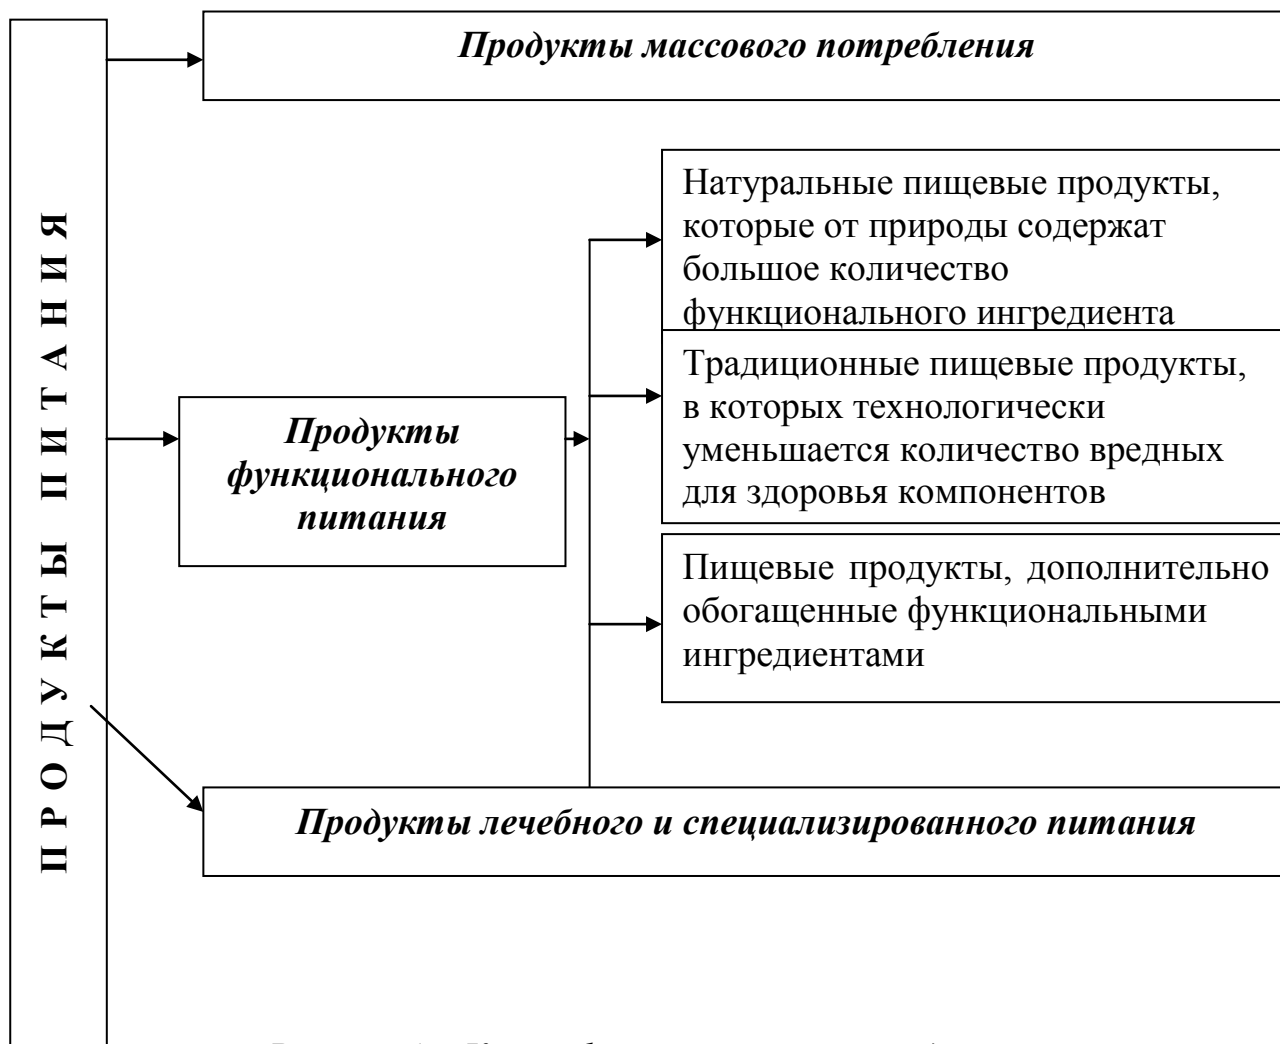 ПРОДУКТЫ ПИТАНИЯ
Продукты массового потребления
Натуральные пищевые продукты,
которые от природы содержат
большое количество
функционального ингредиента
Традиционные пищевые продукты,
в которых технологически
уменьшается количество вредных
для здоровья компонентов
Продукты
функционального
питания
Пищевые продукты, дополнительно
обогащенные функциональными
ингредиентами
Продукты лечебного и специализированного питания